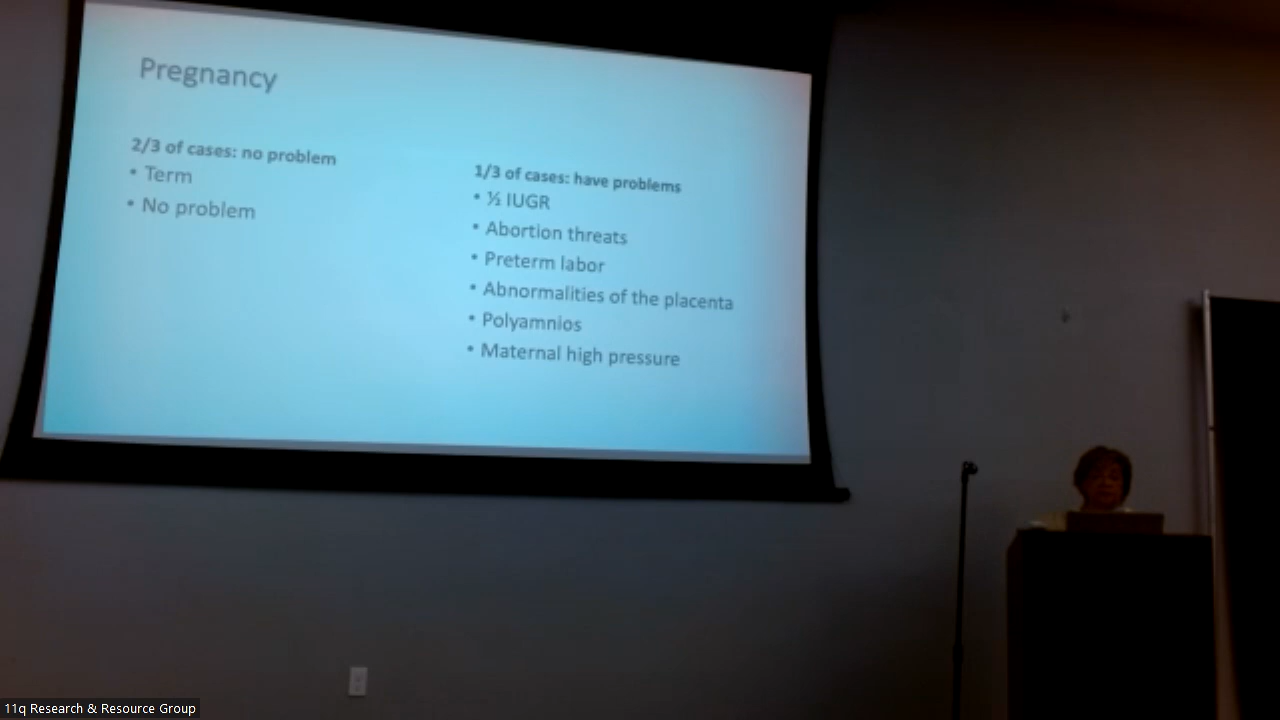 Pregnancy
2/3 of cases: no problem
• Term
• No problem
1/3 of cases: have problems
• ½ IUGR
• Abortion threats
• Preterm labor
• Abnormalities of the placenta
• Polyamnios
• Maternal high pressure
11q Research & Resource Group